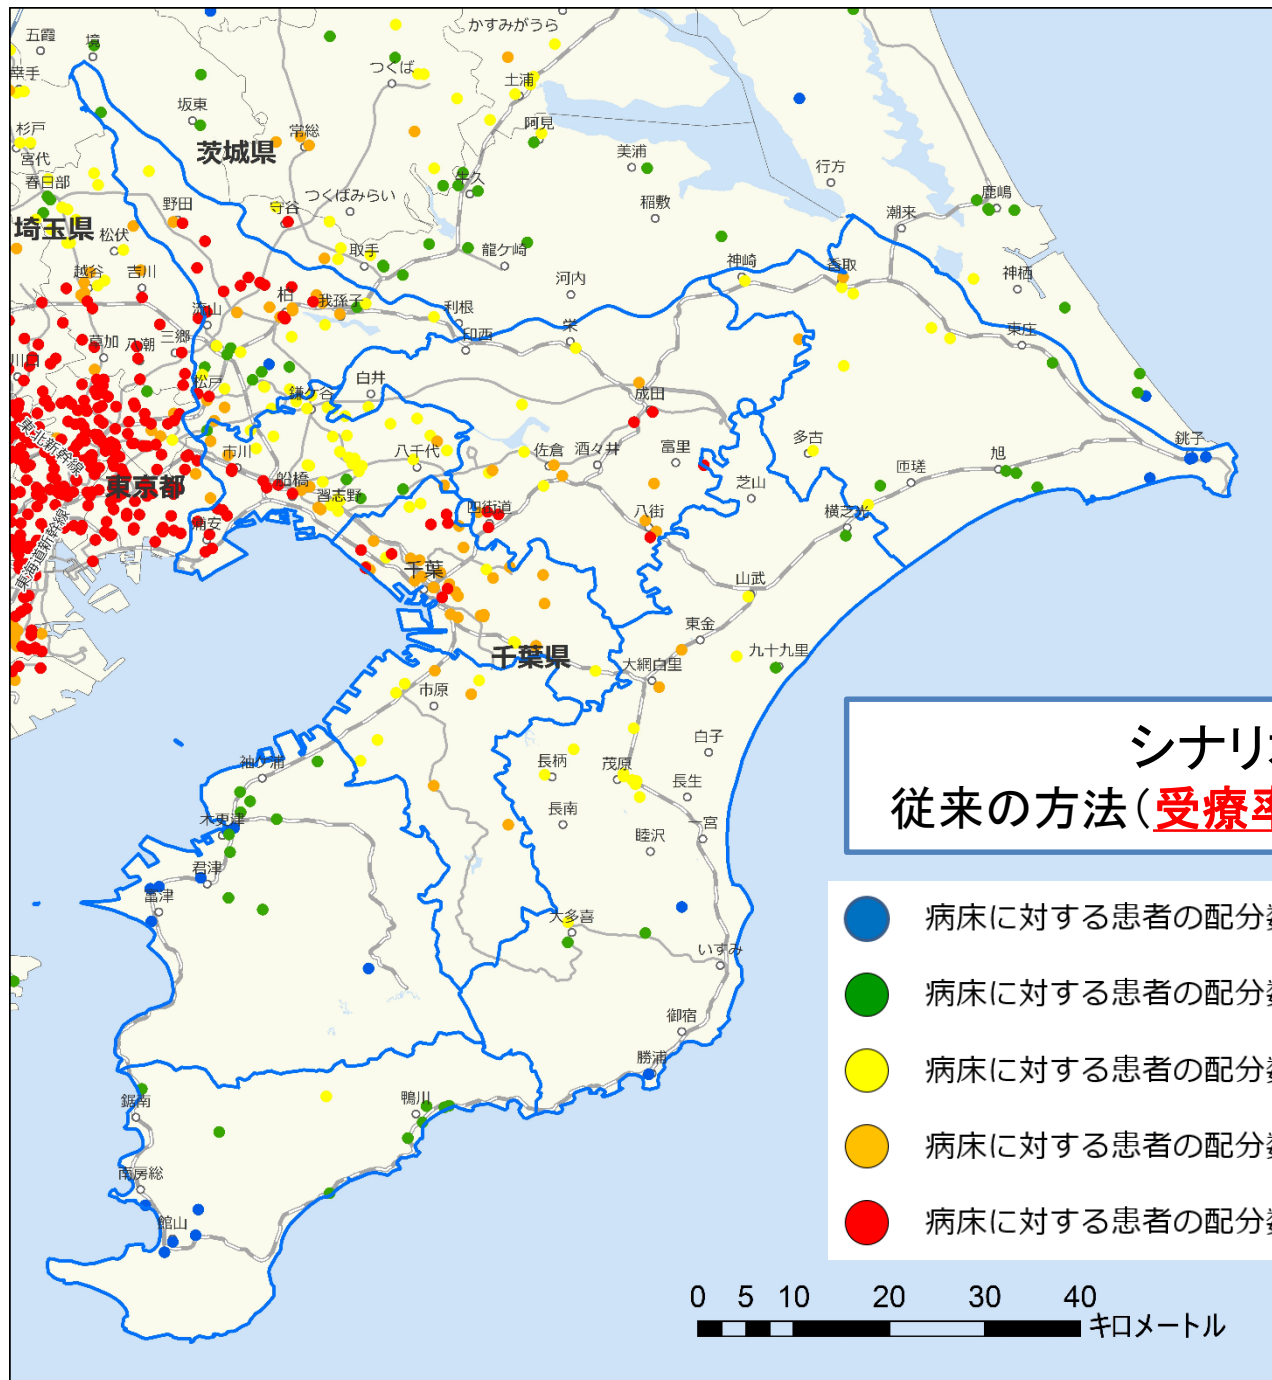 五霞
境
かすみがうら
幸手
つくば
土浦
坂東
杉戸
常総
阿見
宮代
茨城県
美浦
行方
春日部
牛久
つくばみらい
野田
守谷
稲敷
鹿嶋
潮来
埼玉県
松伏
取手
龍ケ崎
越谷
吉川
神崎
香取
神栖
河内
柏
我孫子
利根
流山
草加
八潮
三郷
印西
栄
東庄
川口
松戸
白井
鎌ケ谷
成田
東北新幹線
市川
八千代
佐倉
酒々井
富里
多古
匝瑳
旭
銚子
東京都
船橋
習志野
芝山
四街道
八街
横芝光
浦安
東海道新幹線
千葉
山武
東金
千葉県
大網白里
九十九里
市原
白子
シナリオ
従来の方法（受療率
袖ケ浦
長柄
茂原
長生
長南
木更津
一宮
睦沢
君津
富津
大多喜
いすみ
御宿
勝浦
鋸南
鴨川
南房総
館山
病床に対する患者の配分数
病床に対する患者の配分数
病床に対する患者の配分数
病床に対する患者の配分数
病床に対する患者の配分数
0 5 10 20 30 40
キロメートル